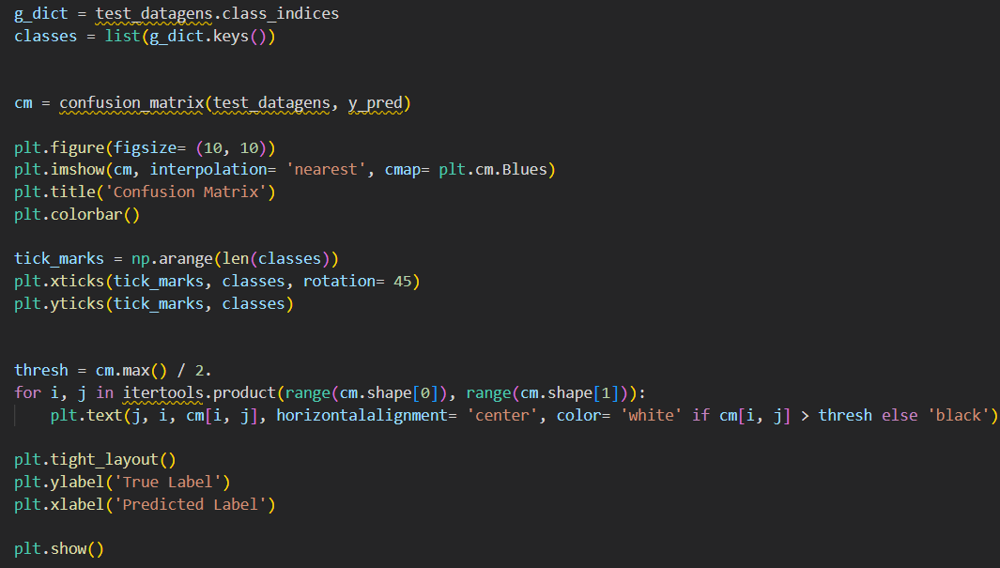 g_dict = test_datagens.class_indices
classes = list(g_dict.keys())
cm = confusion_matrix(test_datagens, y_pred)
plt.figure(figsize= (10, 10))
plt.imshow(cm, interpolation= 'nearest', cmap= plt.cm.Blues)
plt.title('Confusion Matrix')
plt.colorbar()
tick_marks = np.arange(len(classes))
plt.xticks(tick_marks, classes, rotation= 45)
plt.yticks(tick_marks, classes)
thresh = cm.max() / 2.
for i, j in itertools.product(range(cm.shape[0]), range(cm.shape[1])):
    plt.text(j, i, cm[i, j], horizontalalignment= 'center', color= 'white' if cm[i, j] > thresh else 'black')
plt.tight_layout()
plt.ylabel('True Label')
plt.xlabel('Predicted Label')
plt.show()